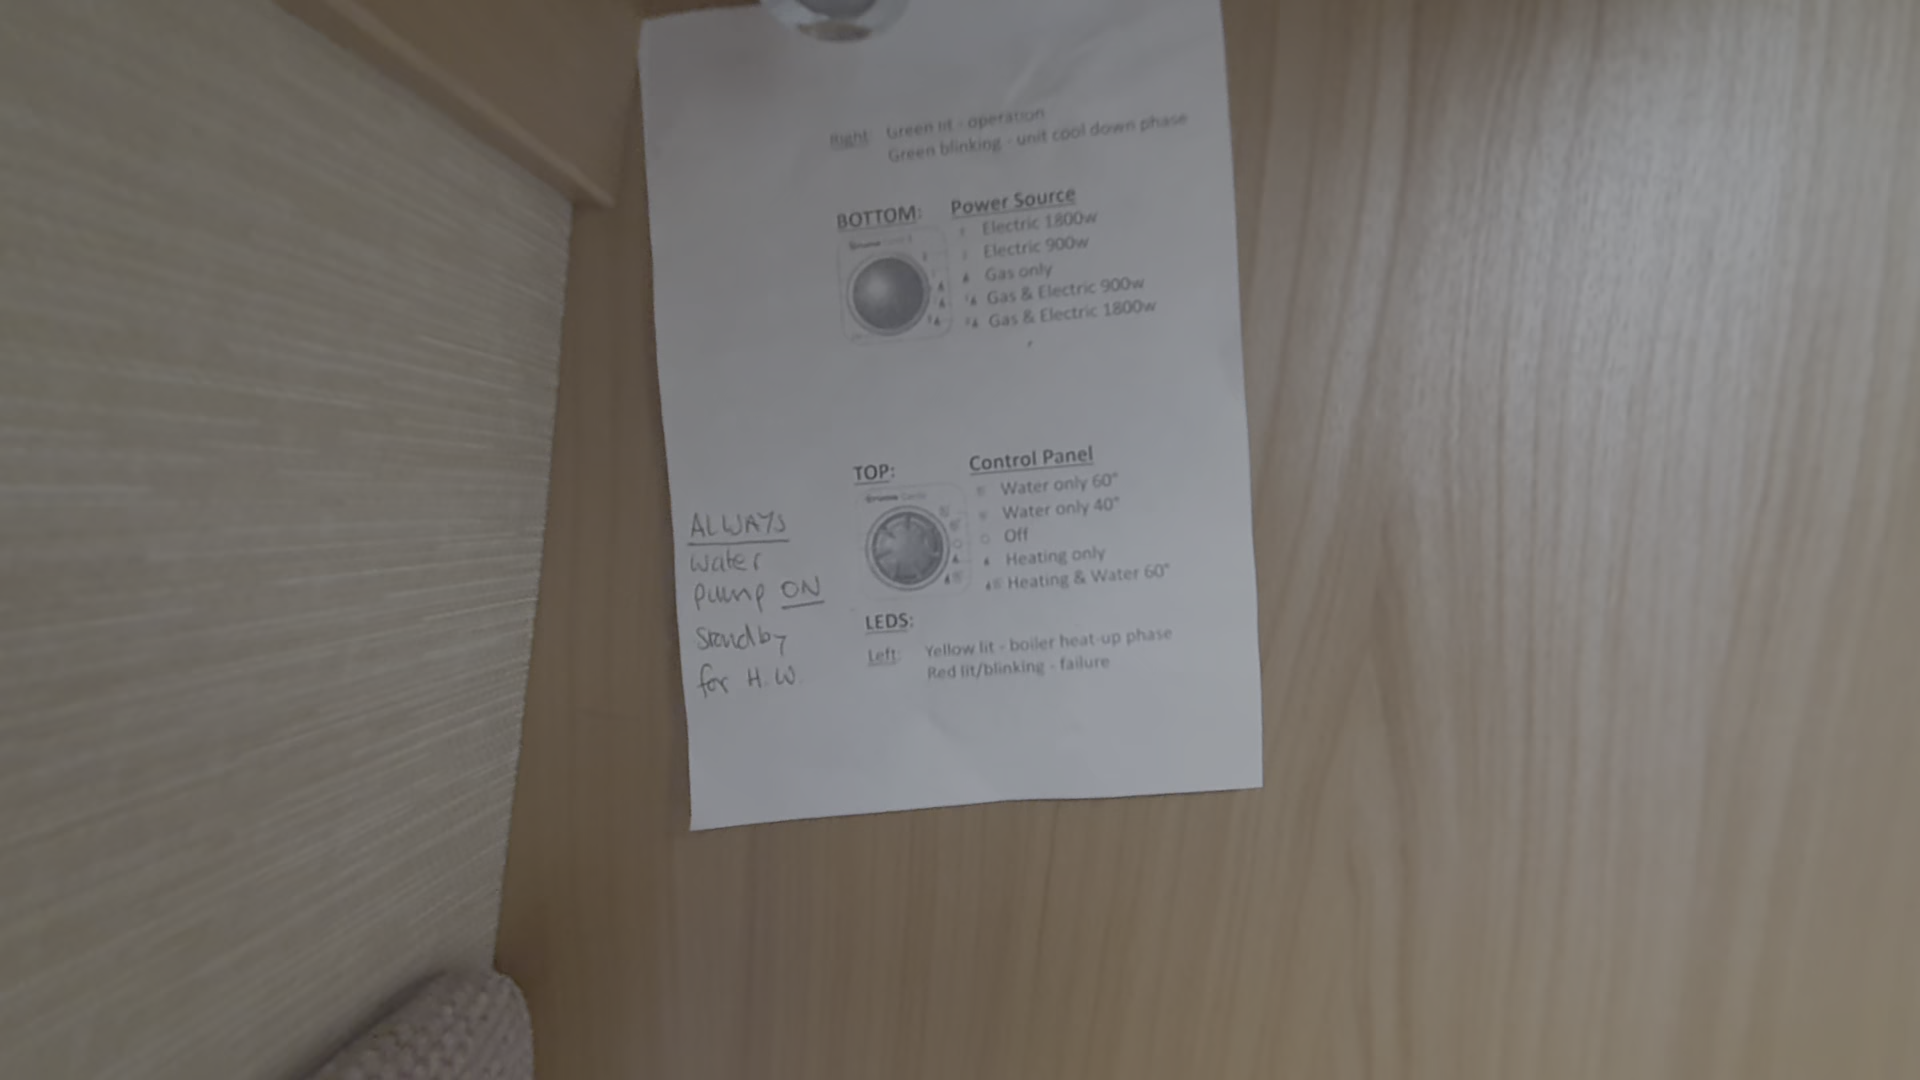 Right: Green lit - operation
Green blinking - unit cool down phase
BOTTOM: Power Source
Electric 1800w
Electric 900w
Gas only
Gas & Electric 900w
Gas & Electric 1800w
TOP: Control Panel
Water only 60°
Water only 40°
Off
Heating only
Heating & Water 60°
ALWAYS
water
pump ON
Standby
for H.W.
LEDS:
Left: Yellow lit - boiler heat-up phase
Red lit/blinking - failure